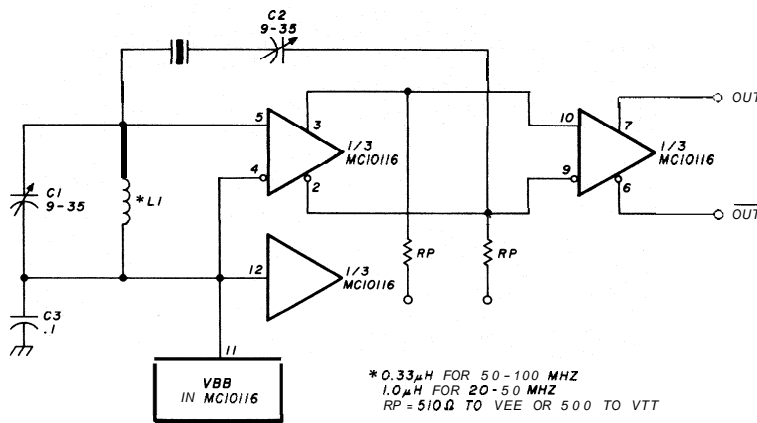 C2
9-35
5
3
1/3
MC10116
4
2
10
7
OUT
1/3
MC10116
9
6
OUT
C1
9-35
*L1
RP
RP
12
1/3
MC10116
C3
.1
11
VBB
IN MC10116
*0.33μH FOR 50-100 MHZ
1.0μH FOR 20-50 MHZ
RP = 510Ω TO VEE OR 500 TO VTT